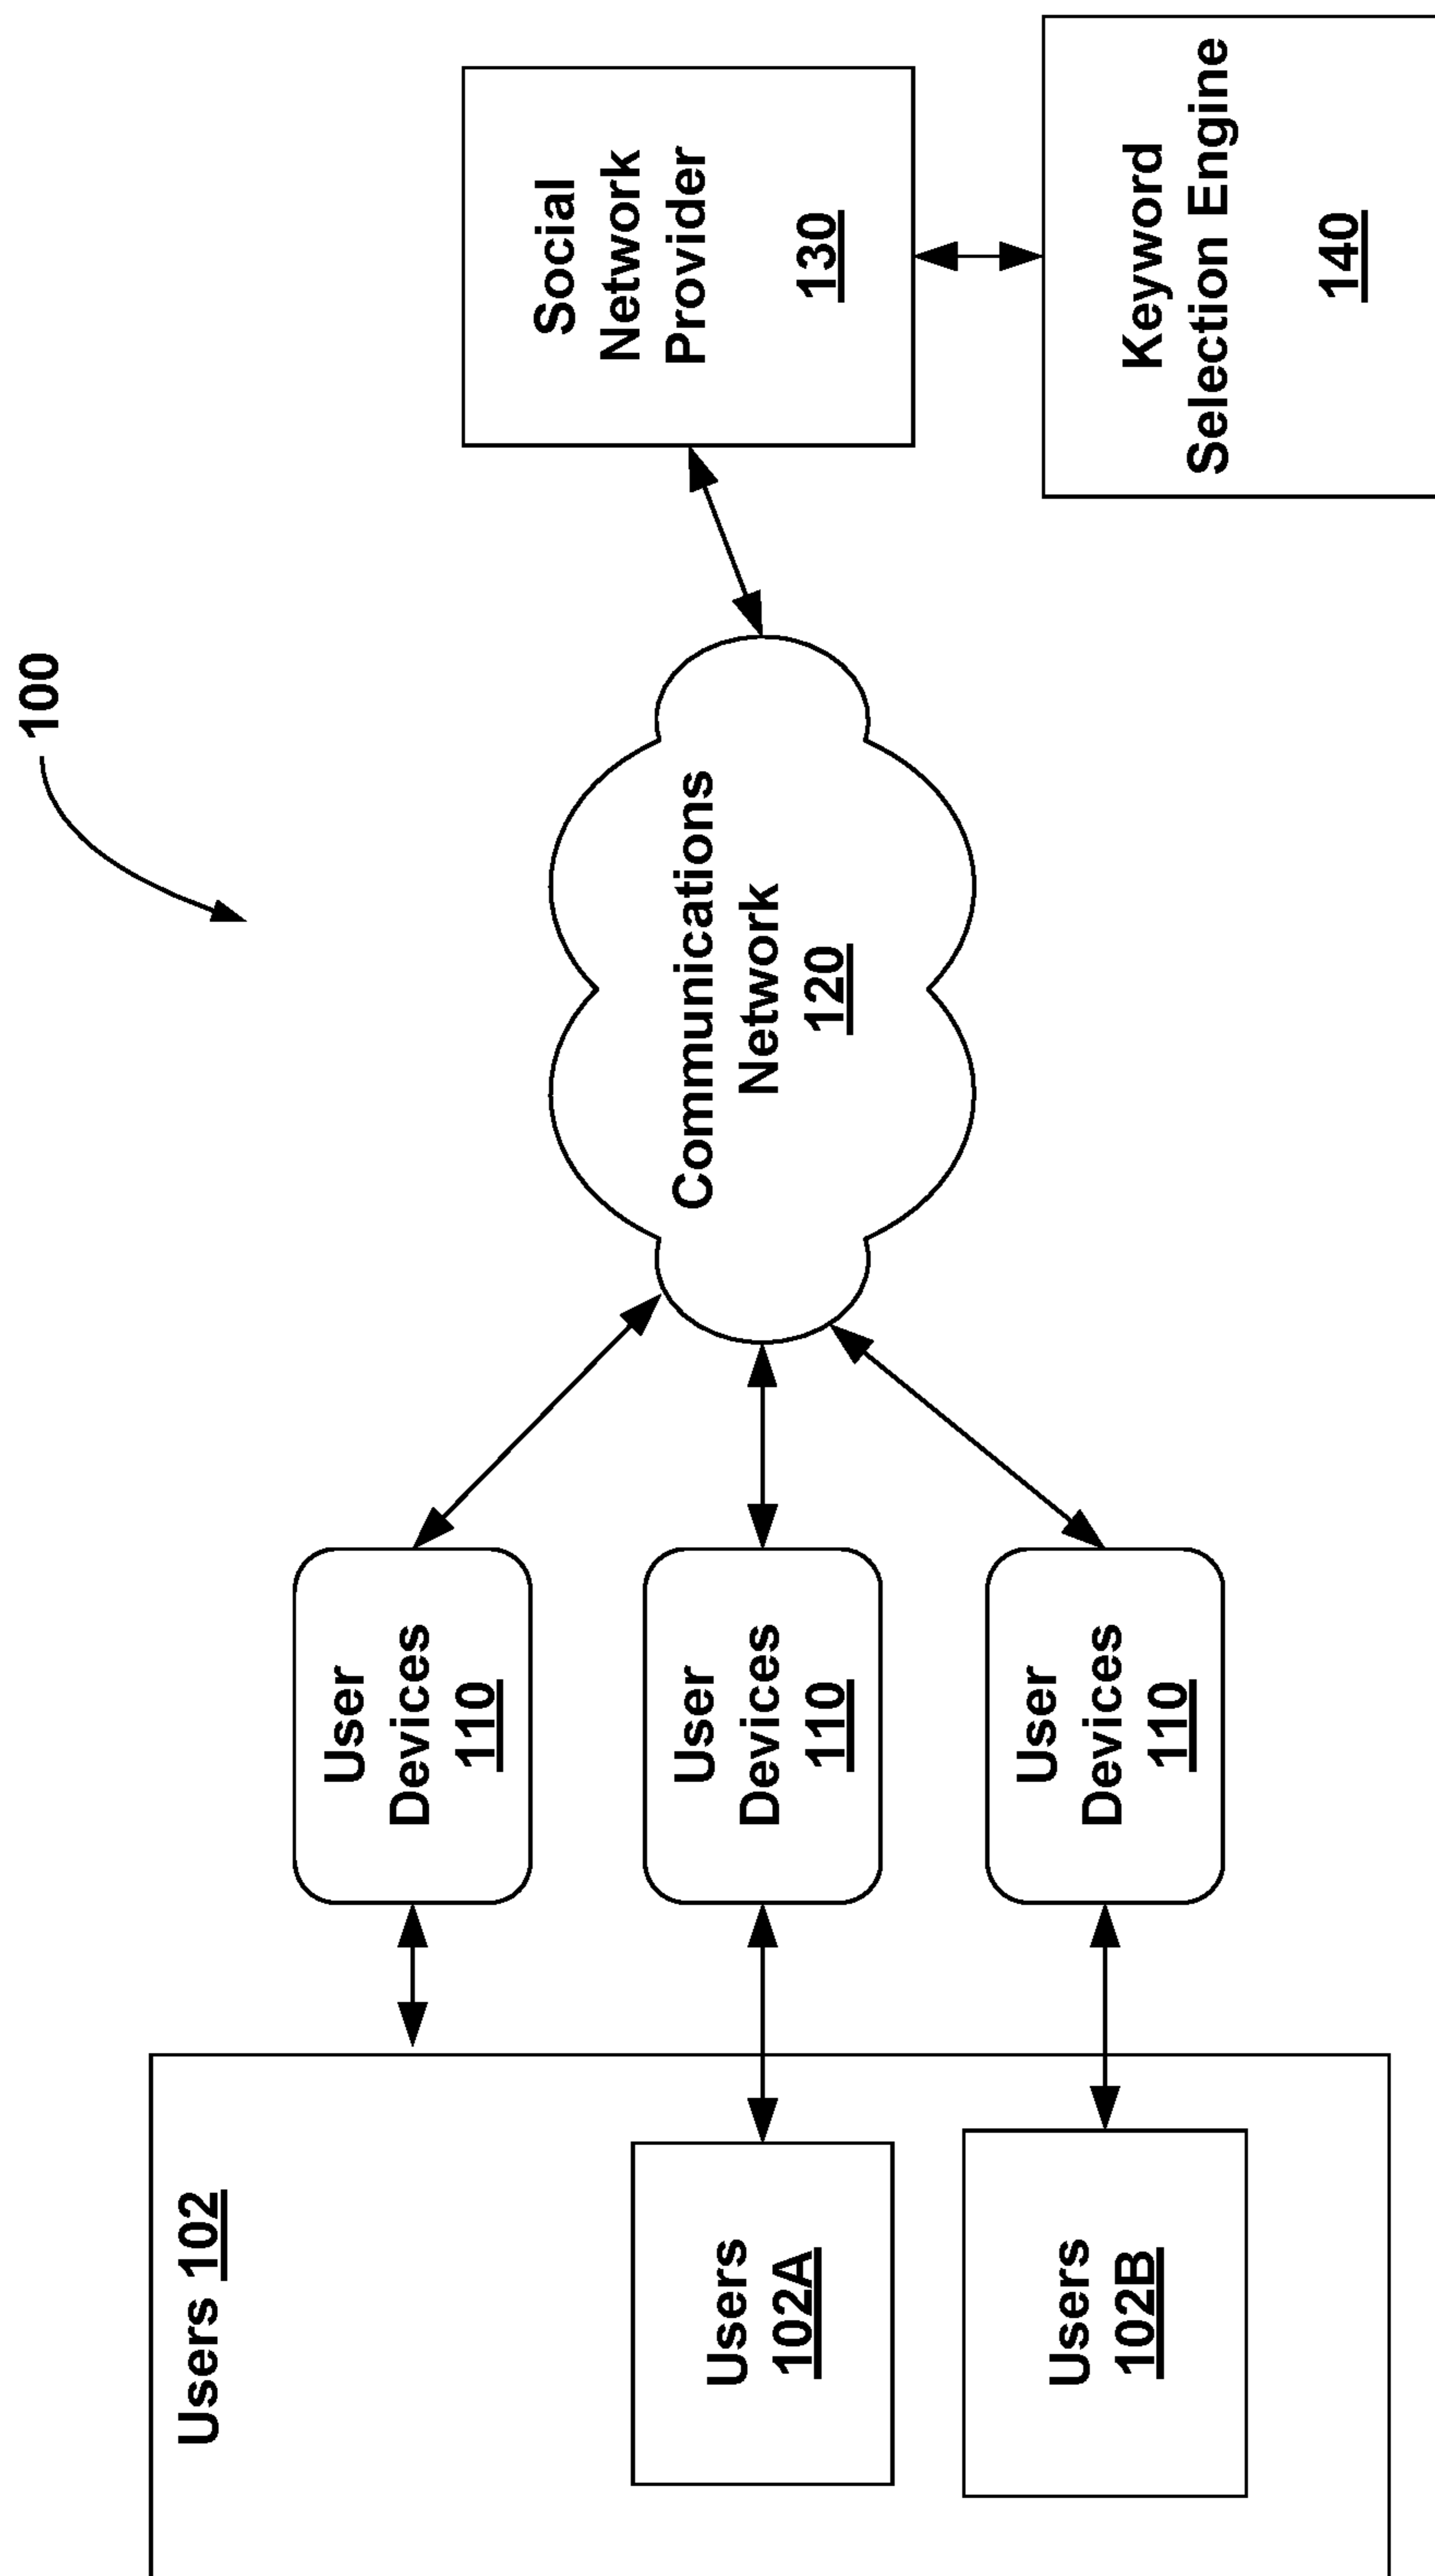 100
Users 102
Users
102A
Users
102B
User
Devices
110
User
Devices
110
User
Devices
110
Communications
Network
120
Social
Network
Provider
130
Keyword
Selection Engine
140